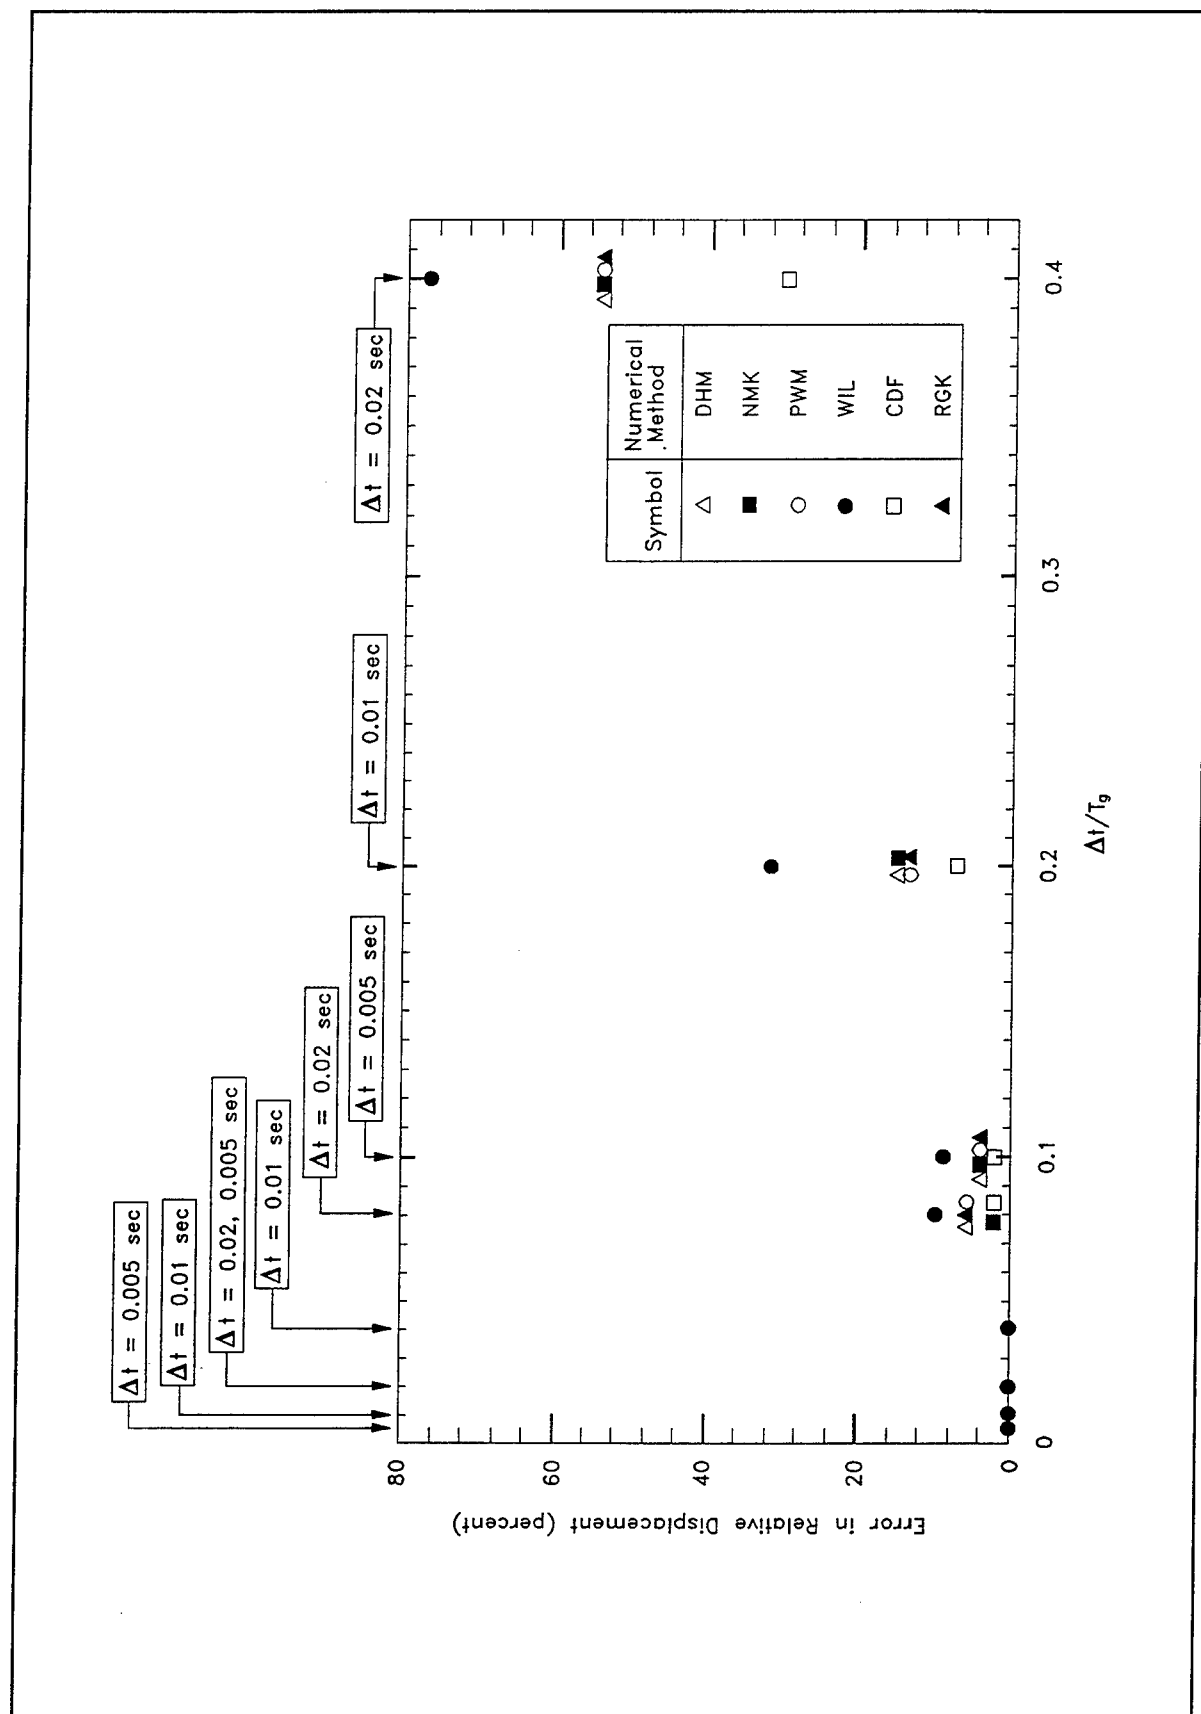 Δt = 0.005 sec
Δt = 0.01 sec
Δt = 0.02, 0.005 sec
Δt = 0.01 sec
Δt = 0.02 sec
Δt = 0.005 sec
Δt = 0.01 sec
Δt = 0.02 sec
Error in Relative Displacement (percent)
80
60
40
20
0
0
0.1
0.2
0.3
0.4
Δt/Tg
Symbol
Numerical
Method
DHM
NMK
PWM
WIL
CDF
RGK